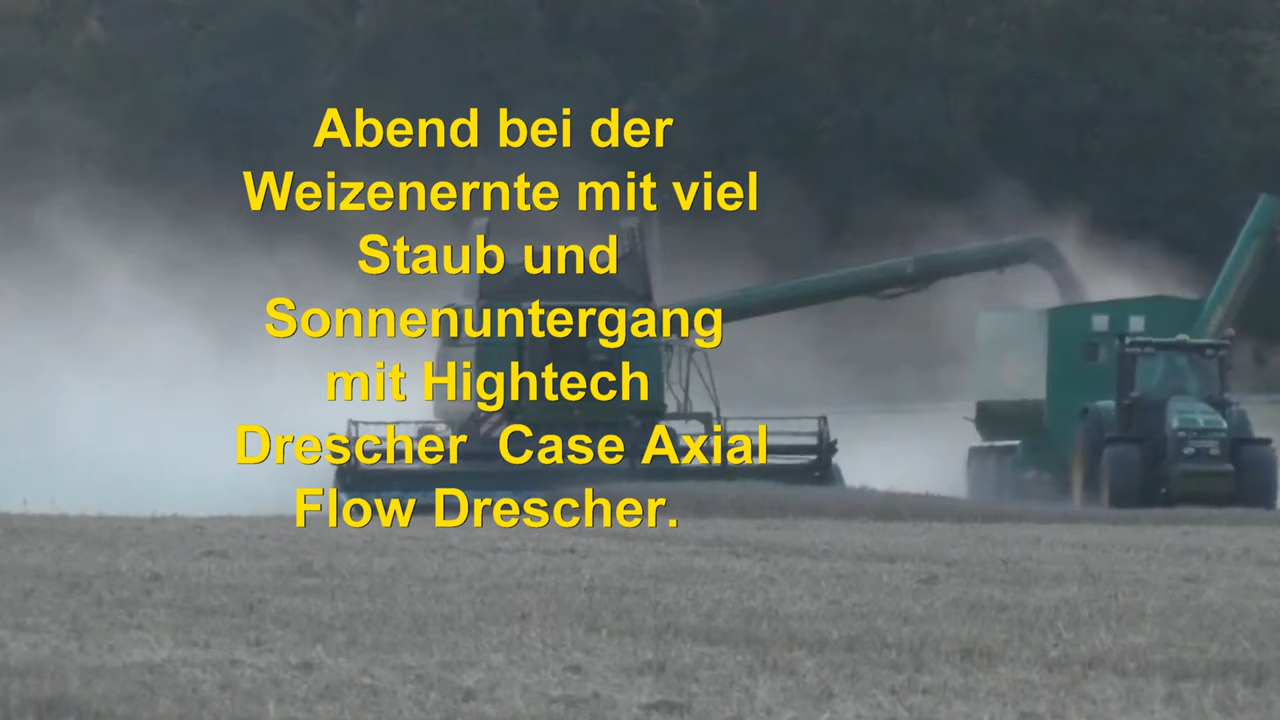 Abend bei der
Weizenernte mit viel
Staub und
Sonnenuntergang
mit Hightech
Drescher  Case Axial
Flow Drescher.